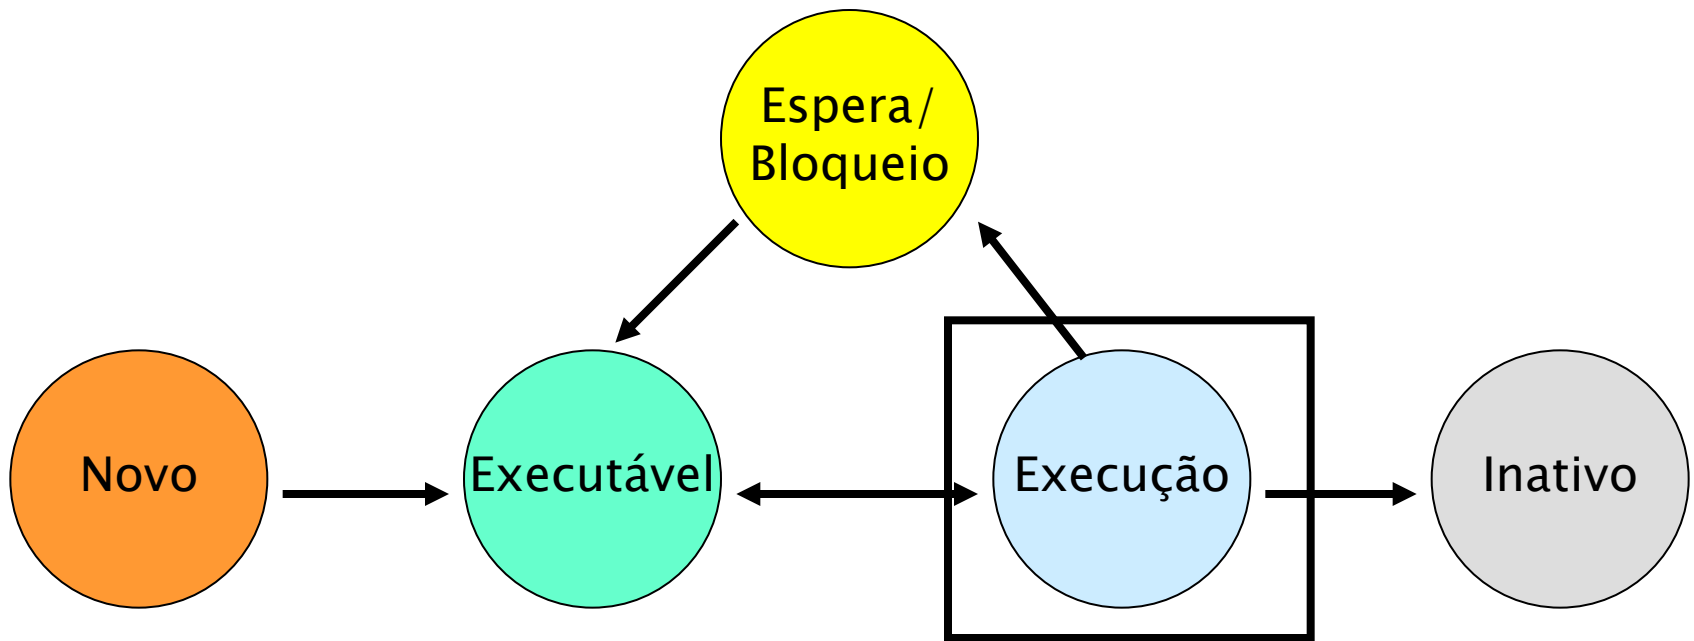 Espera/
Bloqueio
Novo
Executável
Execução
Inativo